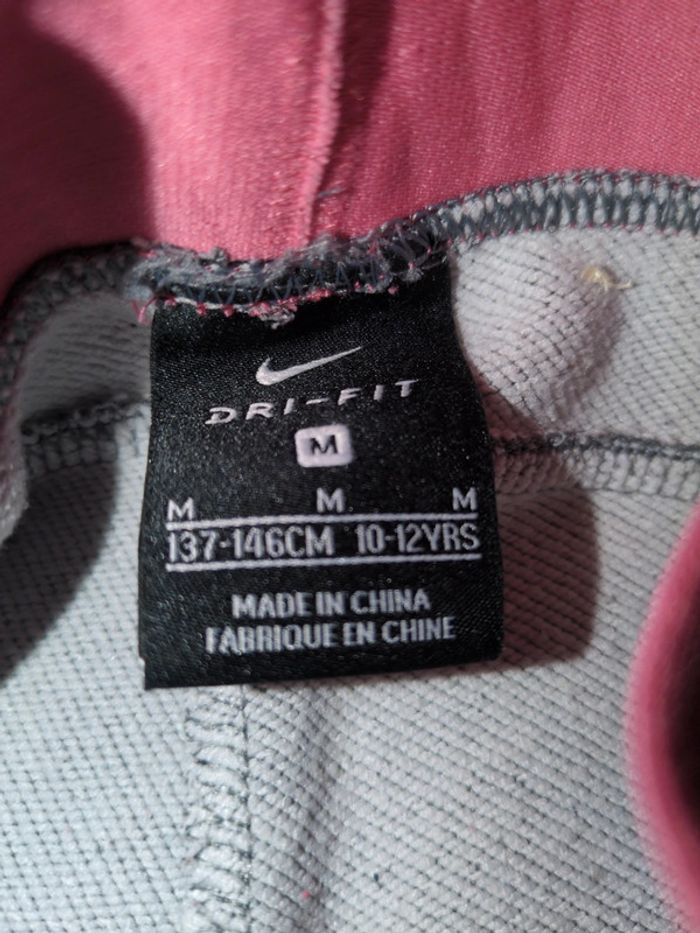 DRI-FIT
M
M M M
137-146CM 10-12YRS
MADE IN CHINA
FABRIQUE EN CHINE